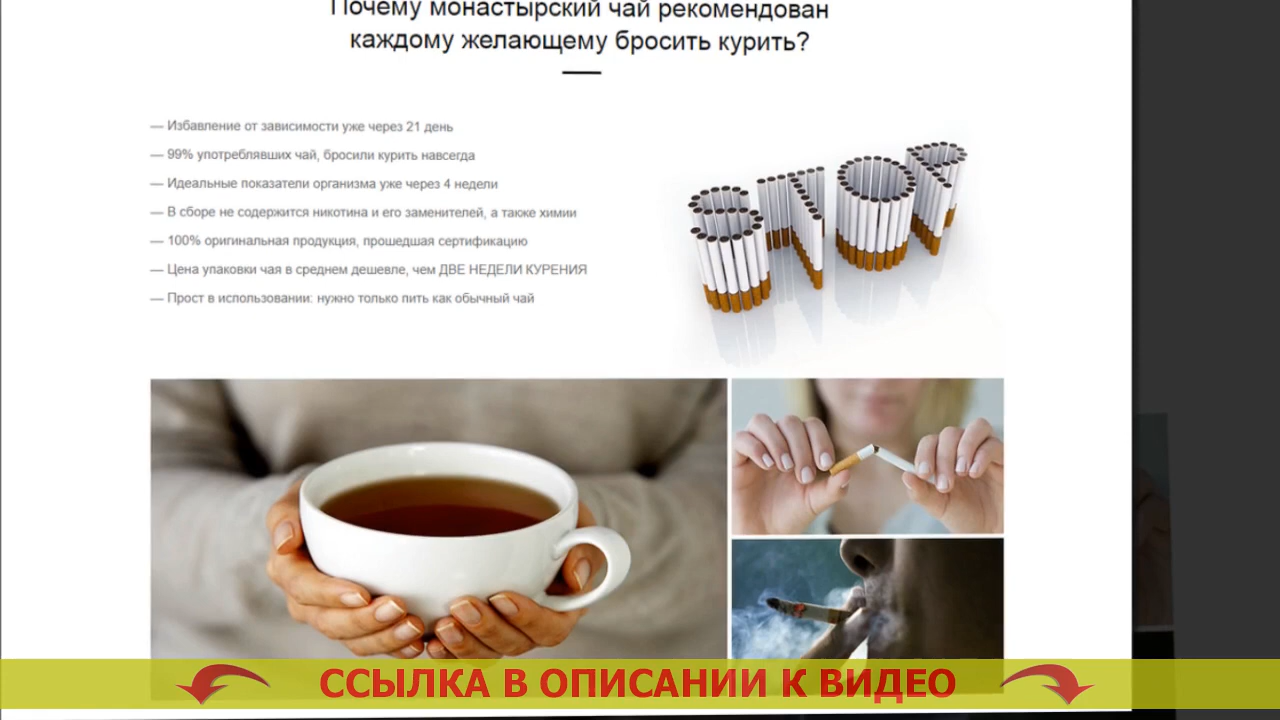 Почему монастырский чай рекомендован
каждому желающему бросить курить?
— Избавление от зависимости уже через 21 день
— 99% употреблявших чай, бросили курить навсегда
— Идеальные показатели организма уже через 4 недели
— В сборе не содержится никотина и его заменителей, а также химии
— 100% оригинальная продукция, прошедшая сертификацию
— Цена упаковки чая в среднем дешевле, чем ДВЕ НЕДЕЛИ КУРЕНИЯ
— Прост в использовании: нужно только пить как обычный чай
STOP
ССЫЛКА В ОПИСАНИИ К ВИДЕО